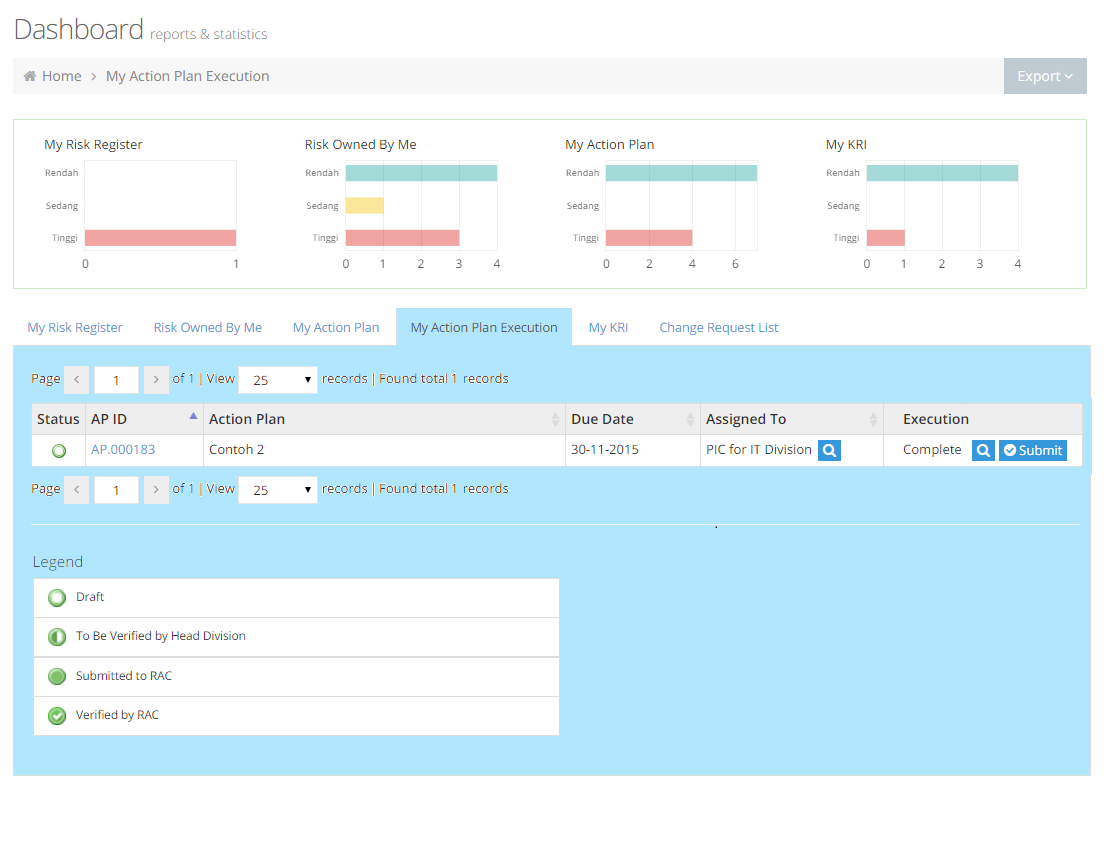 Dashboard reports & statistics
Home > My Action Plan Execution Export
My Risk Register Risk Owned By Me My Action Plan My KRI
Rendah Rendah Rendah Rendah
Sedang Sedang Sedang Sedang
Tinggi Tinggi Tinggi Tinggi
0 1 0 1 2 3 4 0 2 4 6 0 1 2 3 4
My Risk Register Risk Owned By Me My Action Plan My Action Plan Execution My KRI Change Request List
Page < 1 > of 1 | View 25 records | Found total 1 records
Status AP ID Action Plan Due Date Assigned To Execution
AP.000183 Contoh 2 30-11-2015 PIC for IT Division Complete Submit
Page < 1 > of 1 | View 25 records | Found total 1 records
Legend
Draft
To Be Verified by Head Division
Submitted to RAC
Verified by RAC